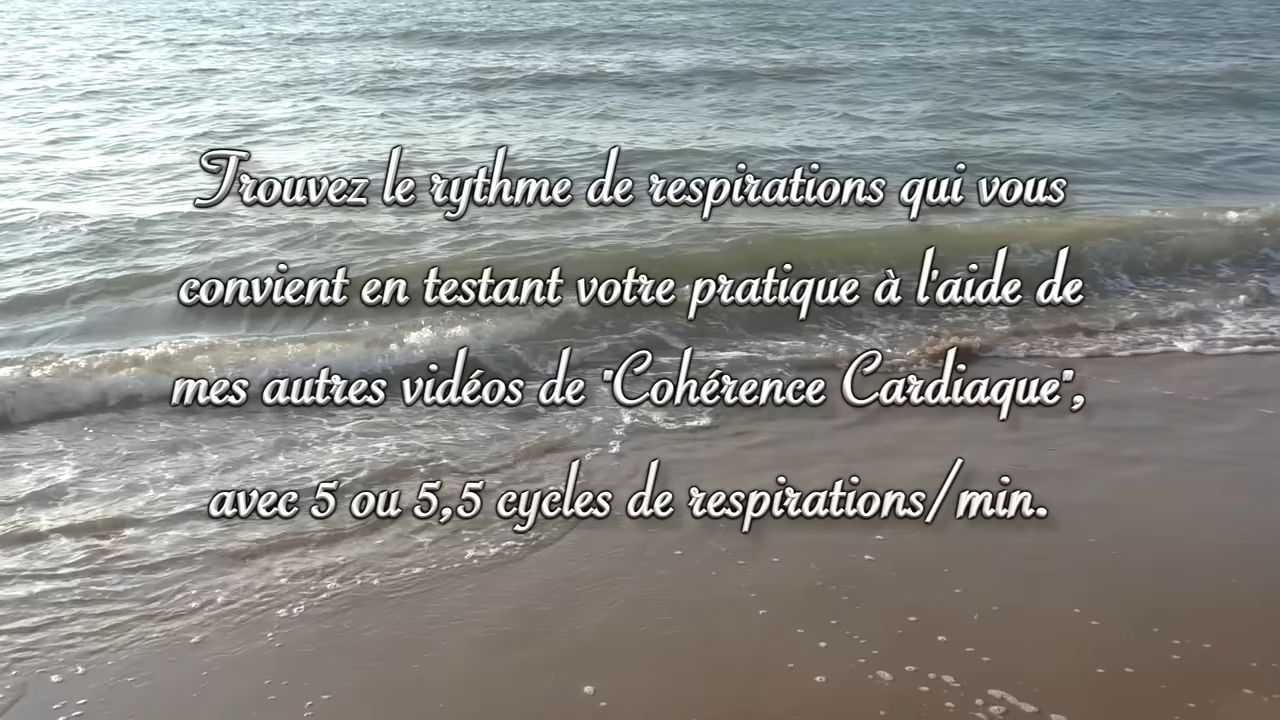 Trouvez le rythme de respirations qui vous
convient en testant votre pratique à l'aide de
mes autres vidéos de "Cohérence Cardiaque",
avec 5 ou 5,5 cycles de respirations/min.